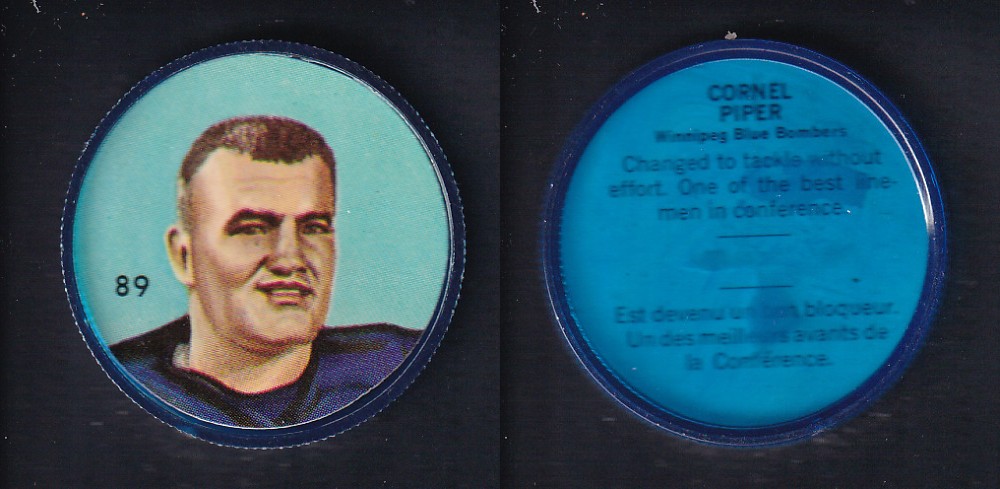 89
CORNEL
PIPER
Winnipeg Blue Bombers
Changed to tackle without
effort. One of the best line-
men in conference.
Est devenu un bon bloqueur.
Un des meilleurs avants de
la Conférence.